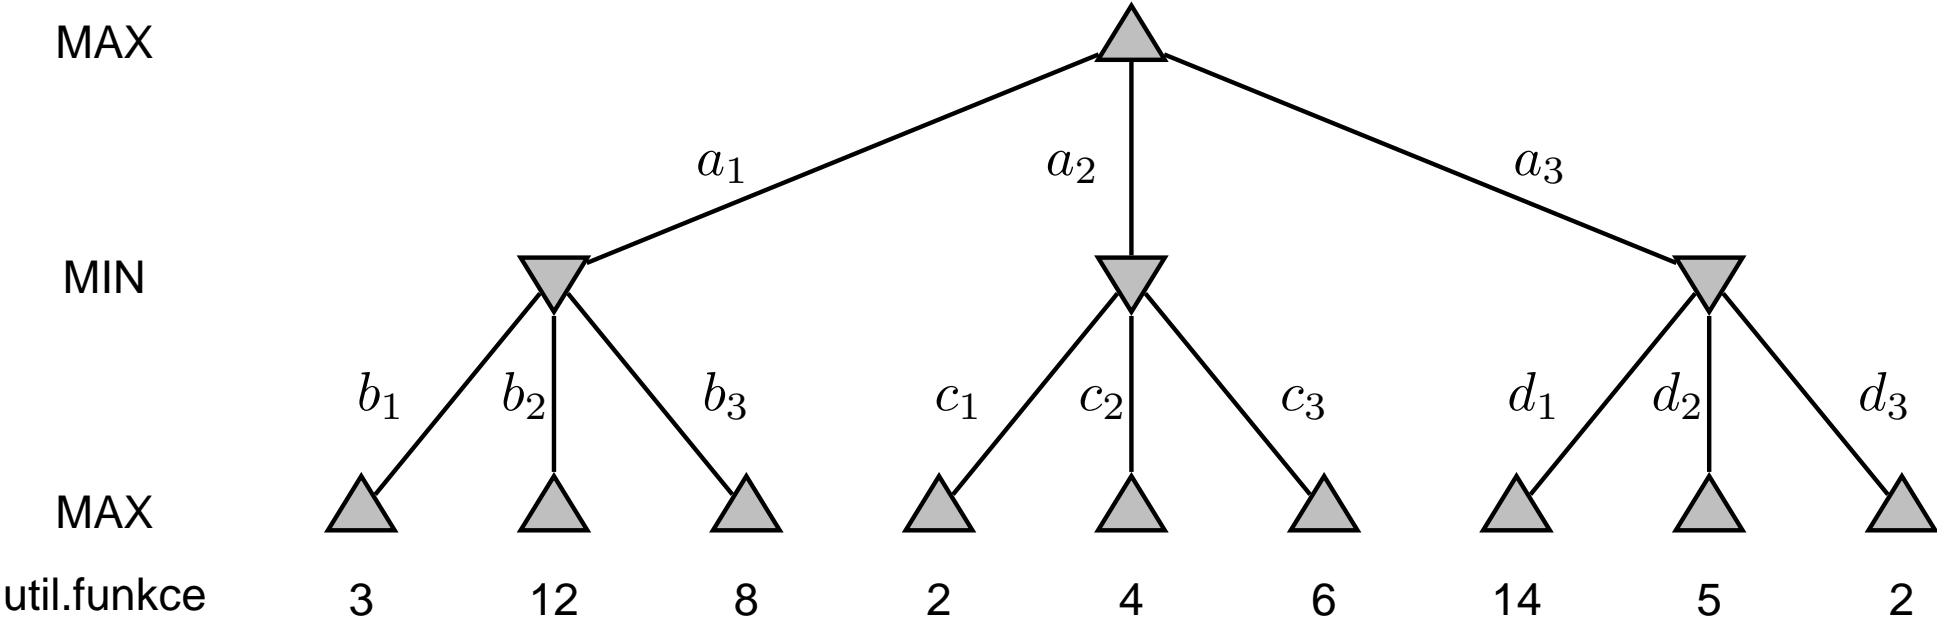 MAX
a1 a2 a3
MIN
b1 b2 b3 c1 c2 c3 d1 d2 d3
MAX
util.funkce 3 12 8 2 4 6 14 5 2